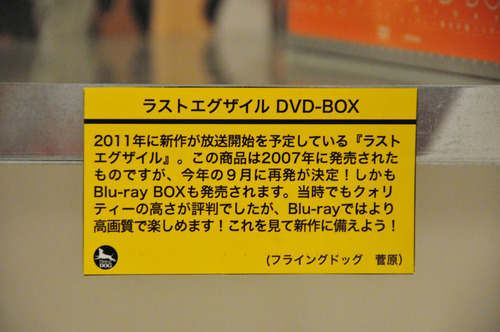 ラストエグザイル DVD-BOX
2011年に新作が放送開始を予定している『ラスト
エグザイル』。この商品は2007年に発売された
ものですが、今年の９月に再発が決定！しかも
Blu-ray BOXも発売されます。当時でもクォリ
ティーの高さが評判でしたが、Blu-rayではより
高画質で楽しめます！これを見て新作に備えよう！
DOG
(フライングドッグ　菅原)